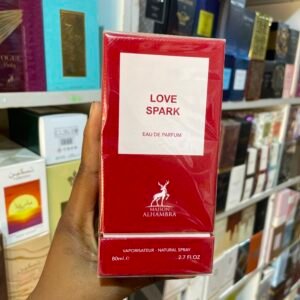 LOVE
SPARK
EAU DE PARFUM
MAISON
ALHAMBRA
VAPORISATEUR - NATURAL SPRAY
80ml ℮ 2.7 FL.OZ